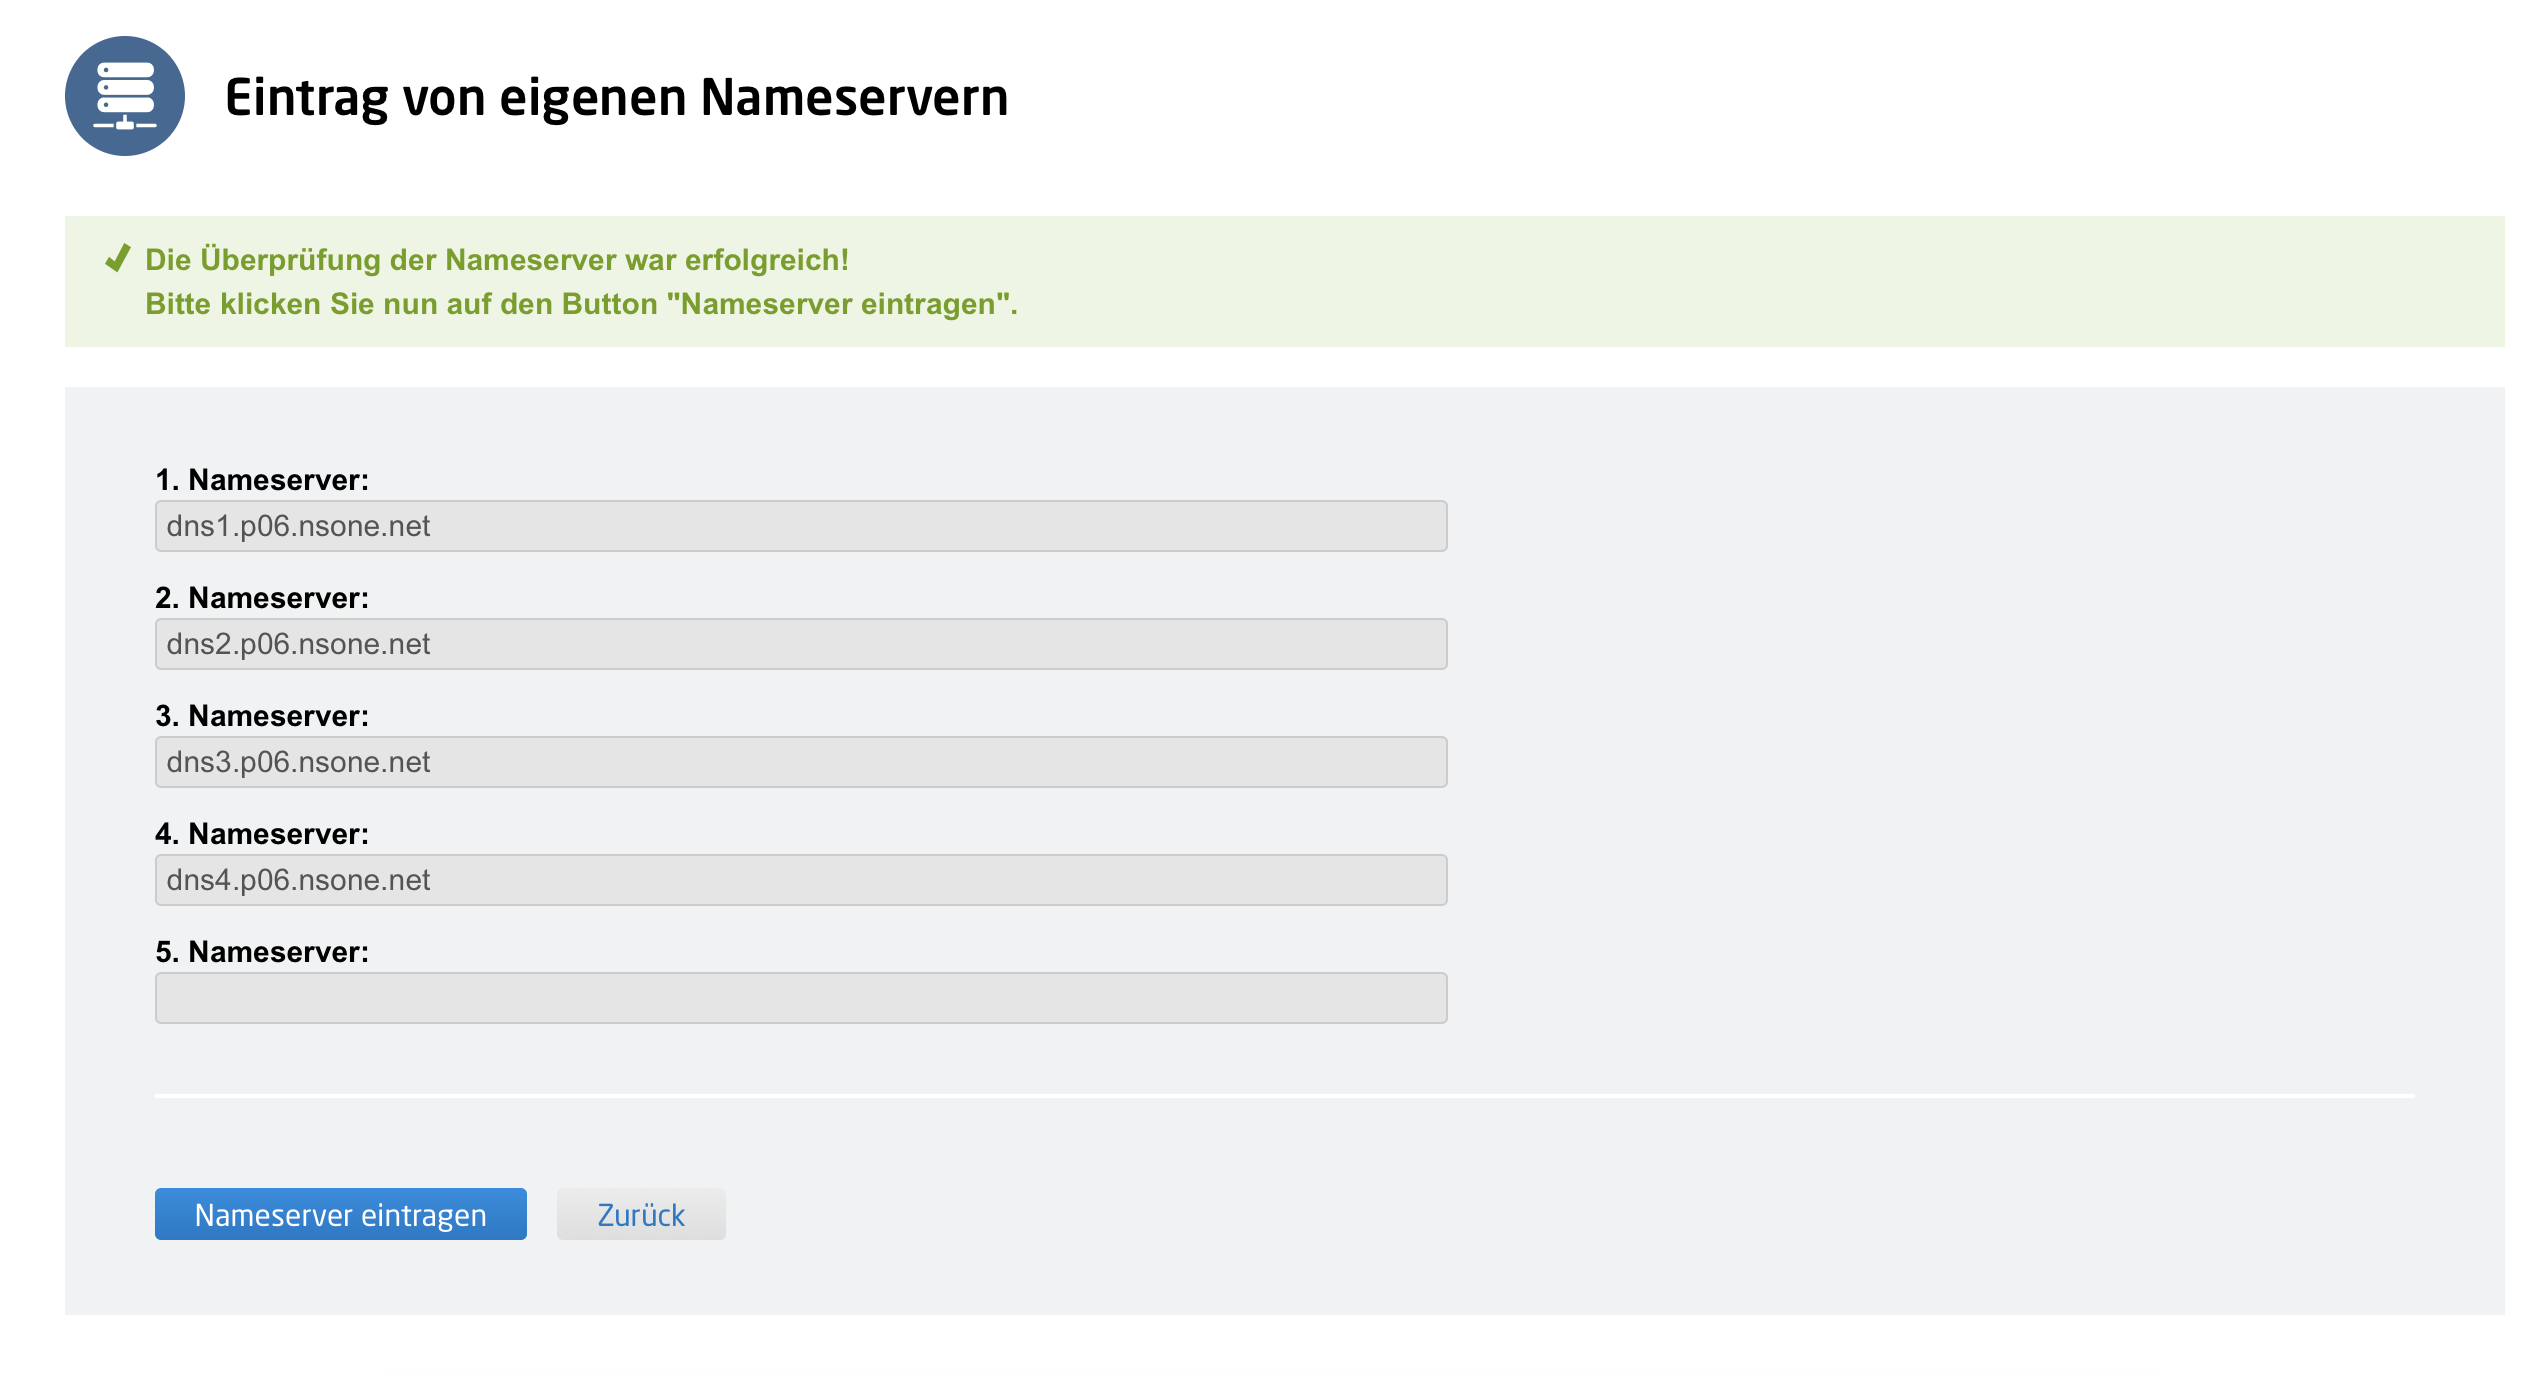 Eintrag von eigenen Nameservern
Die Überprüfung der Nameserver war erfolgreich!
Bitte klicken Sie nun auf den Button "Nameserver eintragen".
1. Nameserver:
dns1.p06.nsone.net
2. Nameserver:
dns2.p06.nsone.net
3. Nameserver:
dns3.p06.nsone.net
4. Nameserver:
dns4.p06.nsone.net
5. Nameserver:
Nameserver eintragen Zurück